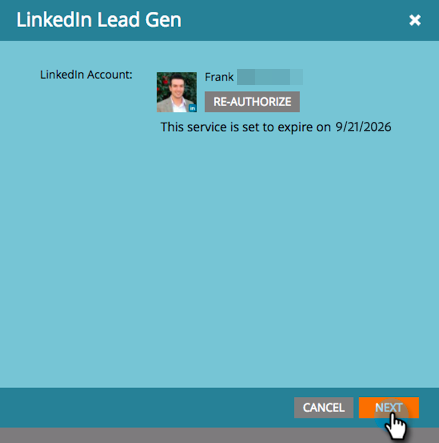 LinkedIn Lead Gen
LinkedIn Account:
Frank
RE-AUTHORIZE
This service is set to expire on 9/21/2026
CANCEL
NEXT